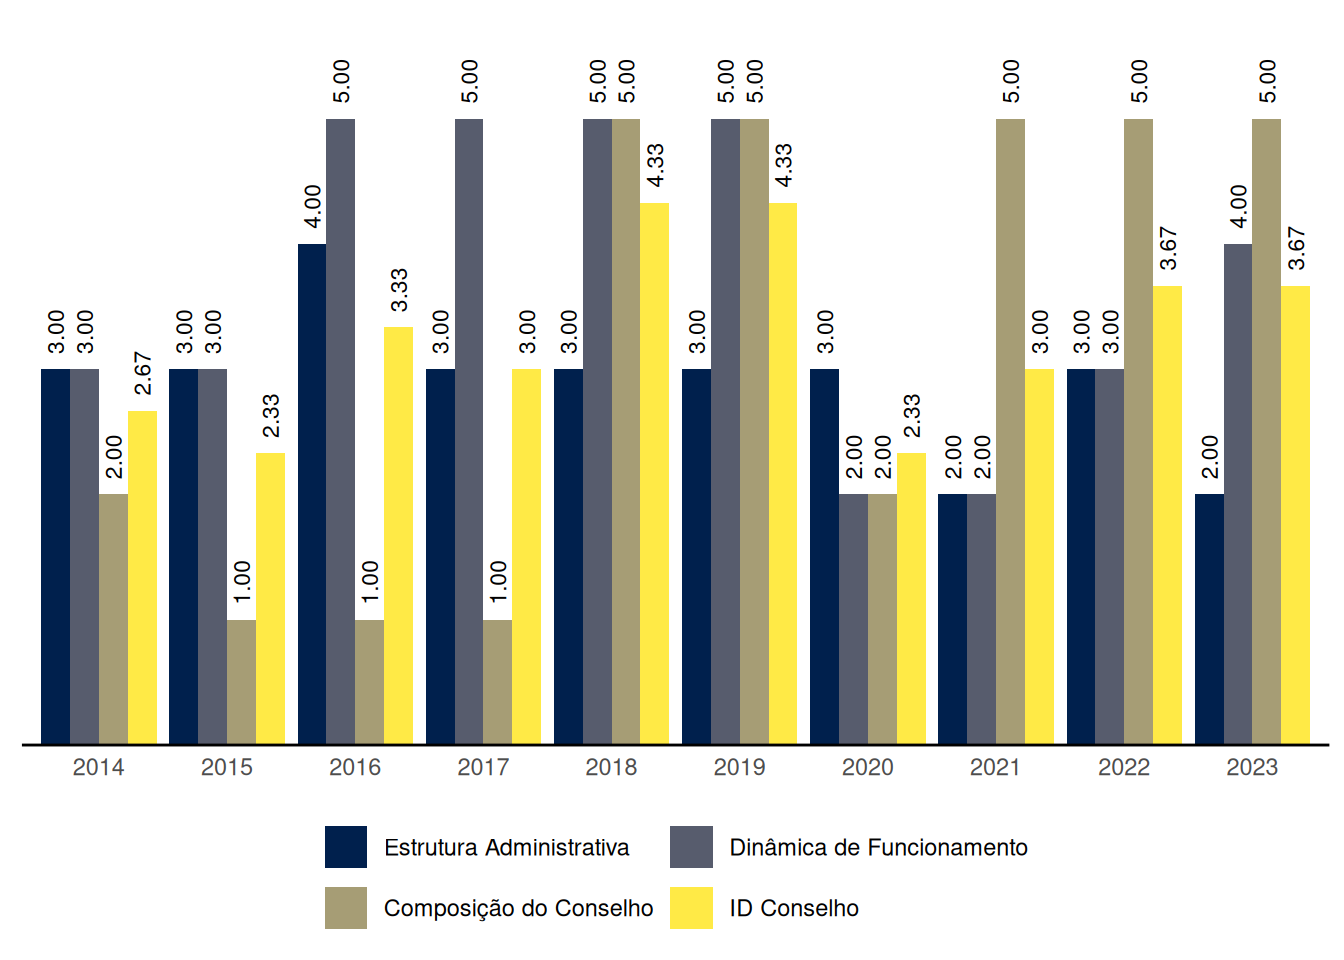 3.00 3.00 2.00 2.67 3.00 3.00 1.00 2.33 4.00 5.00 1.00 3.33 3.00 5.00 1.00 3.00 3.00 5.00 5.00 4.33 3.00 5.00 5.00 4.33 3.00 2.00 2.00 2.33 2.00 2.00 5.00 3.00 3.00 3.00 5.00 3.67 2.00 4.00 5.00 3.67
2014 2015 2016 2017 2018 2019 2020 2021 2022 2023
Estrutura Administrativa Dinâmica de Funcionamento
Composição do Conselho ID Conselho